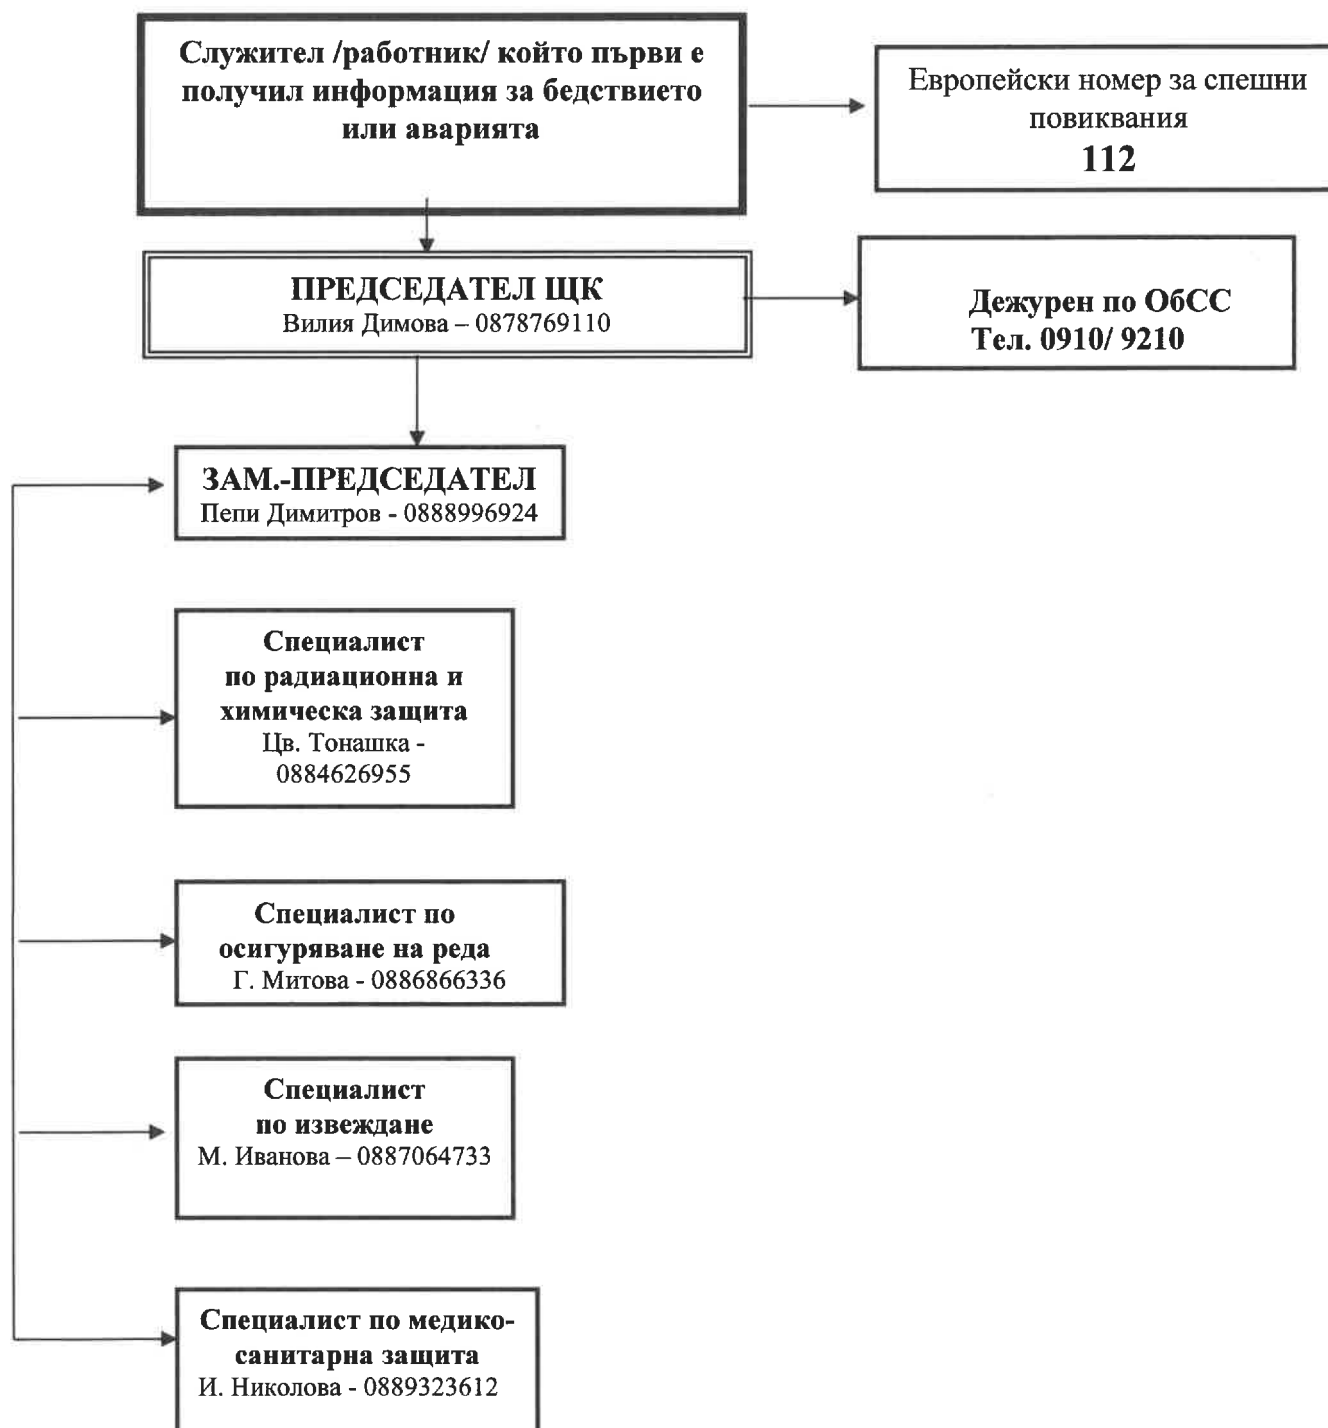 Служител /работник/ който първи е
получил информация за бедствието
или аварията
Европейски номер за спешни
повиквания
112
ПРЕДСЕДАТЕЛ ЩК
Вилия Димова – 0878769110
Дежурен по ОбСС
Тел. 0910/ 9210
ЗАМ.-ПРЕДСЕДАТЕЛ
Пепи Димитров - 0888996924
Специалист
по радиационна и
химическа защита
Цв. Тонашка -
0884626955
Специалист по
осигуряване на реда
Г. Митова - 0886866336
Специалист
по извеждане
М. Иванова – 0887064733
Специалист по медико-
санитарна защита
И. Николова - 0889323612